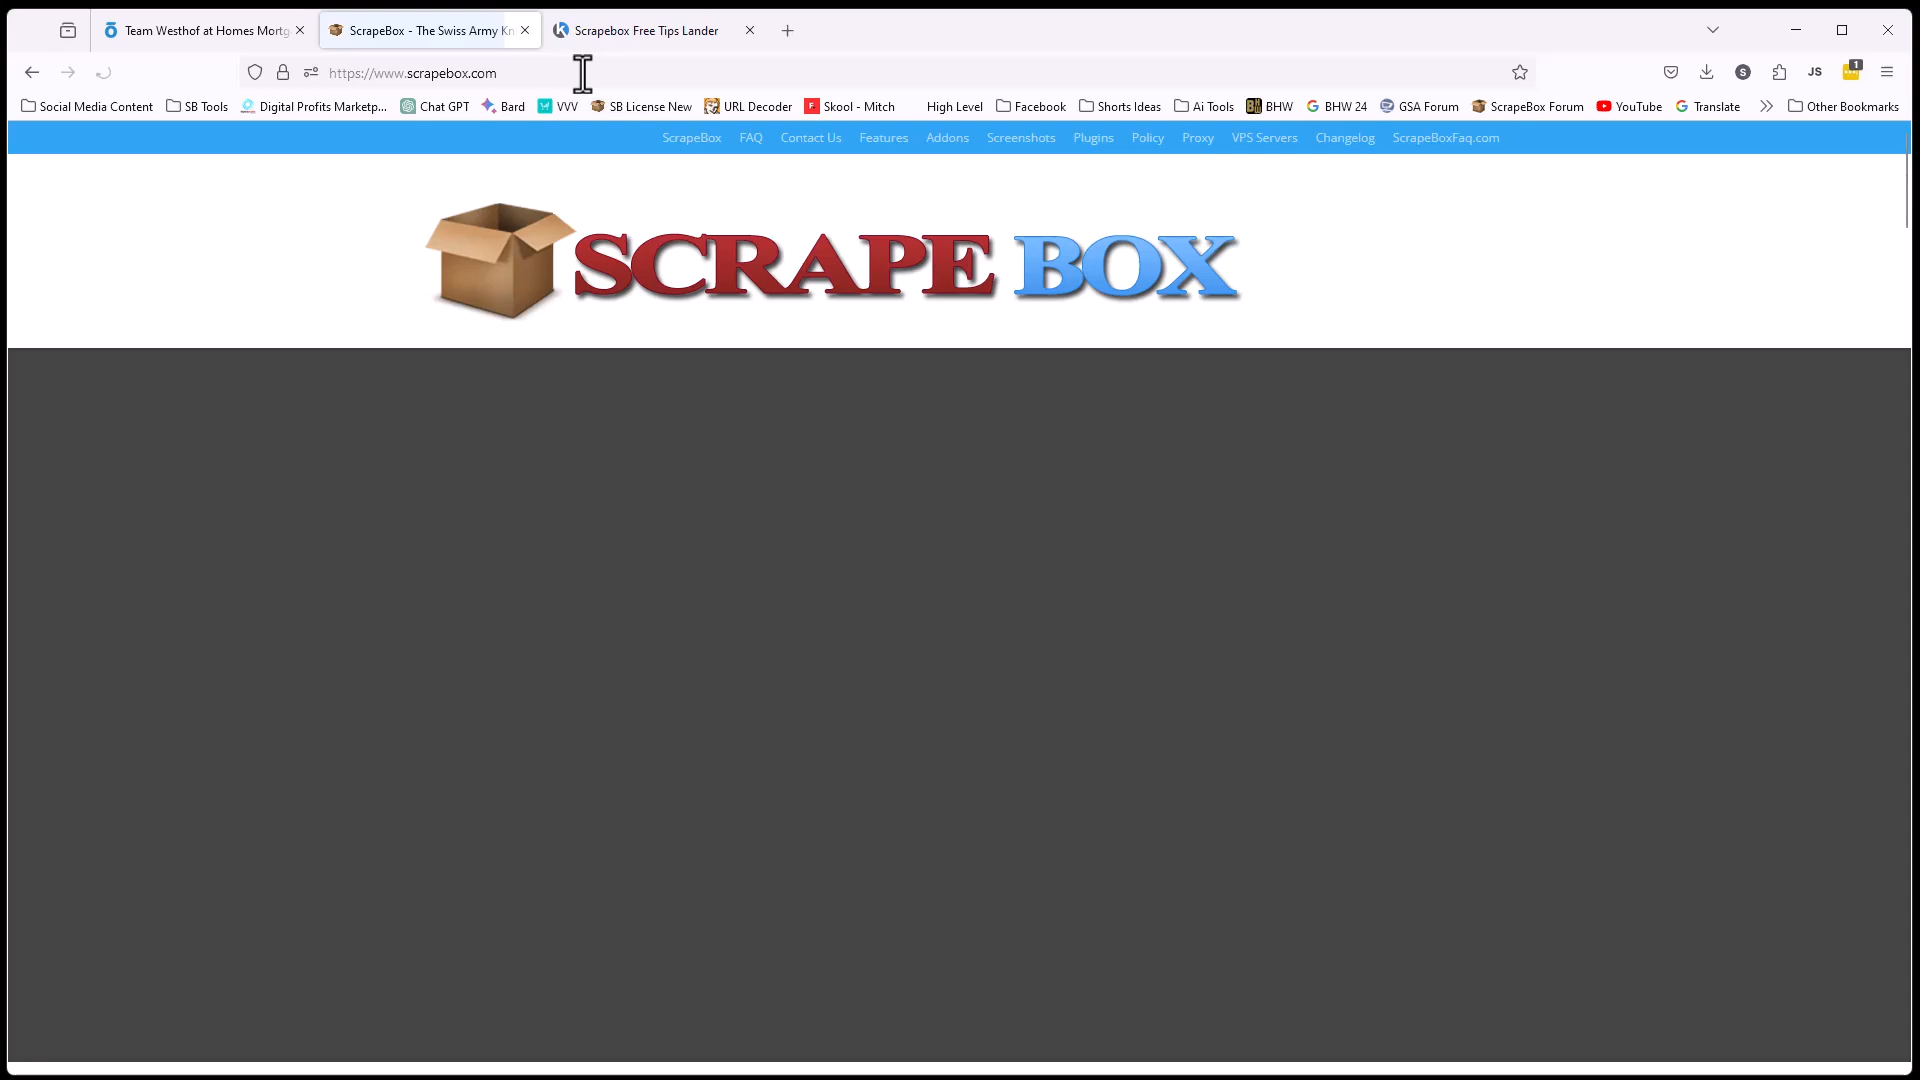 Team Westhof at Homes Mortg
ScrapeBox - The Swiss Army Kn
Scrapebox Free Tips Lander
https://www.scrapebox.com
S
JS
1
Social Media Content
SB Tools
Digital Profits Marketp...
Chat GPT
Bard
VVV
SB License New
URL Decoder
Skool - Mitch
High Level
Facebook
Shorts Ideas
Ai Tools
BHW
BHW 24
GSA Forum
ScrapeBox Forum
YouTube
Translate
Other Bookmarks
ScrapeBox FAQ Contact Us Features Addons Screenshots Plugins Policy Proxy VPS Servers Changelog ScrapeBoxFaq.com
SCRAPE BOX